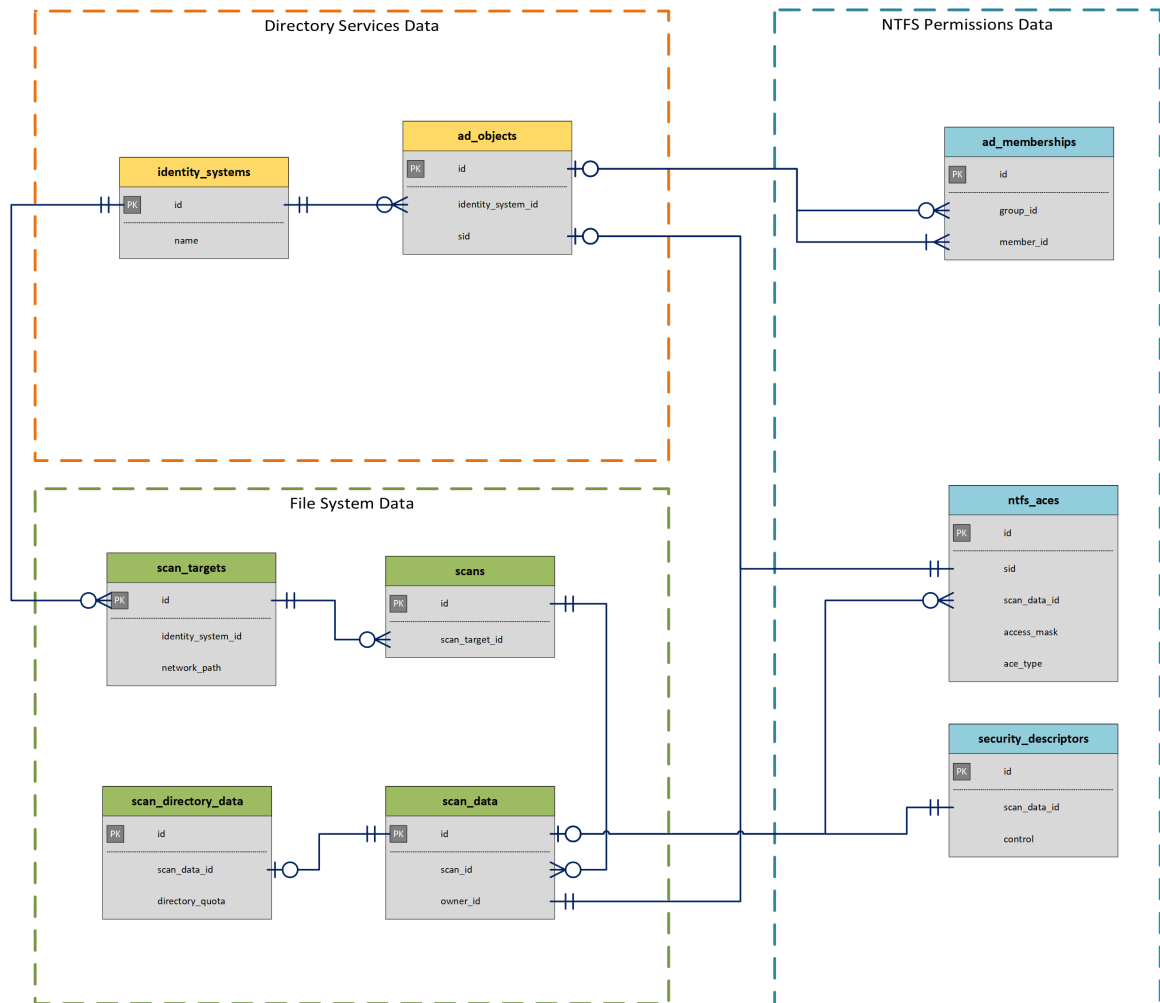 Directory Services Data
identity_systems
PK id
name
ad_objects
PK id
identity_system_id
sid
NTFS Permissions Data
ad_memberships
PK id
group_id
member_id
File System Data
scan_targets
PK id
identity_system_id
network_path
scans
PK id
scan_target_id
scan_directory_data
PK id
scan_data_id
directory_quota
scan_data
PK id
scan_id
owner_id
ntfs_aces
PK id
sid
scan_data_id
access_mask
ace_type
security_descriptors
PK id
scan_data_id
control